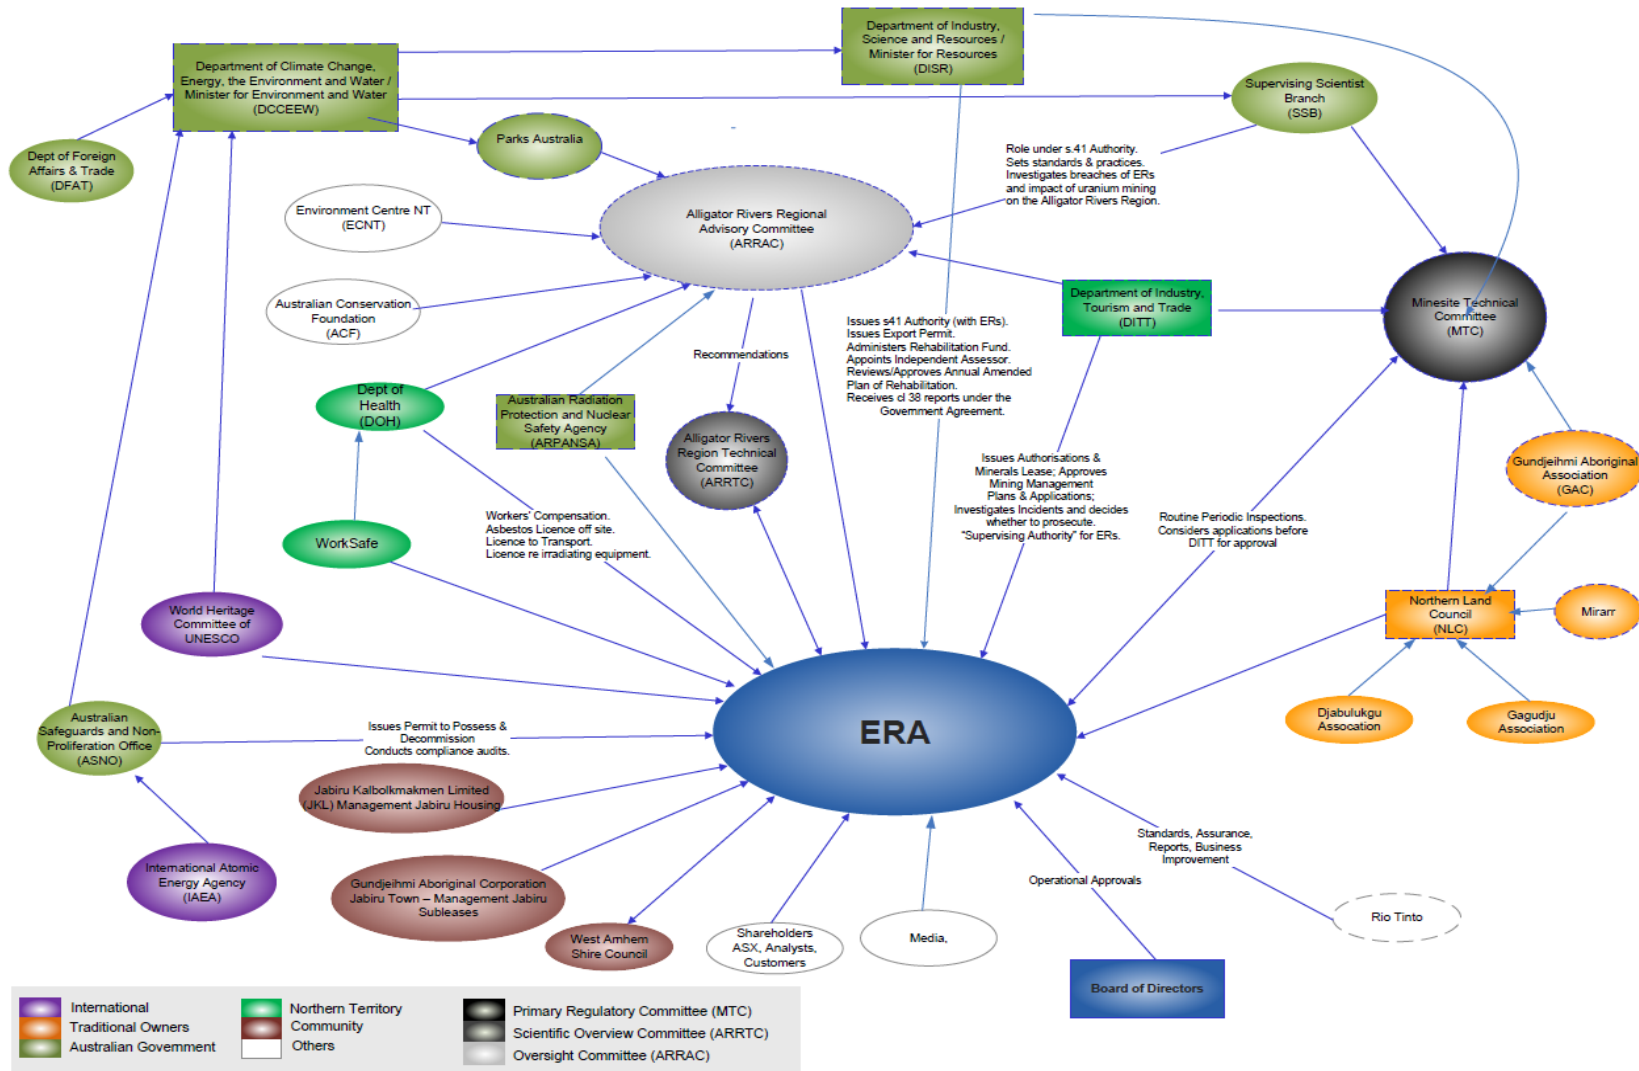 Department of Climate Change,
Energy, the Environment and Water /
Minister for Environment and Water
(DCCEEW)
Department of Industry,
Science and Resources /
Minister for Resources
(DISR)
Supervising Scientist
Branch
(SSB)
Dept of Foreign
Affairs & Trade
(DFAT)
Parks Australia
Role under s.41 Authority.
Sets standards & practices.
Investigates breaches of ERs
and impact of uranium mining
on the Alligator Rivers Region.
Environment Centre NT
(ECNT)
Alligator Rivers Regional
Advisory Committee
(ARRAC)
Australian Conservation
Foundation
(ACF)
Department of Industry,
Tourism and Trade
(DITT)
Minesite Technical
Committee
(MTC)
Issues s41 Authority (with ERs).
Issues Export Permit.
Administers Rehabilitation Fund.
Appoints Independent Assessor.
Reviews/Approves Annual Amended
Plan of Rehabilitation.
Receives cl 38 reports under the
Government Agreement.
Recommendations
Dept of
Health
(DOH)
Australian Radiation
Protection and Nuclear
Safety Agency
(ARPANSA)
Alligator Rivers
Region Technical
Committee
(ARRTC)
Gundjeihmi Aboriginal
Association
(GAC)
Issues Authorisations &
Minerals Lease; Approves
Mining Management
Plans & Applications;
Investigates Incidents and decides
whether to prosecute.
"Supervising Authority" for ERs.
Workers' Compensation.
Asbestos Licence off site.
Licence to Transport.
Licence re irradiating equipment.
Routine Periodic Inspections.
Considers applications before
DITT for approval
WorkSafe
World Heritage
Committee of
UNESCO
Northern Land
Council
(NLC)
Mirarr
Djabulukgu
Assocation
Gagudju
Association
Australian
Safeguards and Non-
Proliferation Office
(ASNO)
Issues Permit to Possess &
Decommission
Conducts compliance audits.
ERA
Jabiru Kalbolkmakmen Limited
(JKL) Management Jabiru Housing
International Atomic
Energy Agency
(IAEA)
Gundjeihmi Aboriginal Corporation
Jabiru Town – Management Jabiru
Subleases
West Arnhem
Shire Council
Shareholders
ASX, Analysts,
Customers
Media,
Standards, Assurance,
Reports, Business
Improvement
Operational Approvals
Rio Tinto
Board of Directors
International
Traditional Owners
Australian Government
Northern Territory
Community
Others
Primary Regulatory Committee (MTC)
Scientific Overview Committee (ARRTC)
Oversight Committee (ARRAC)